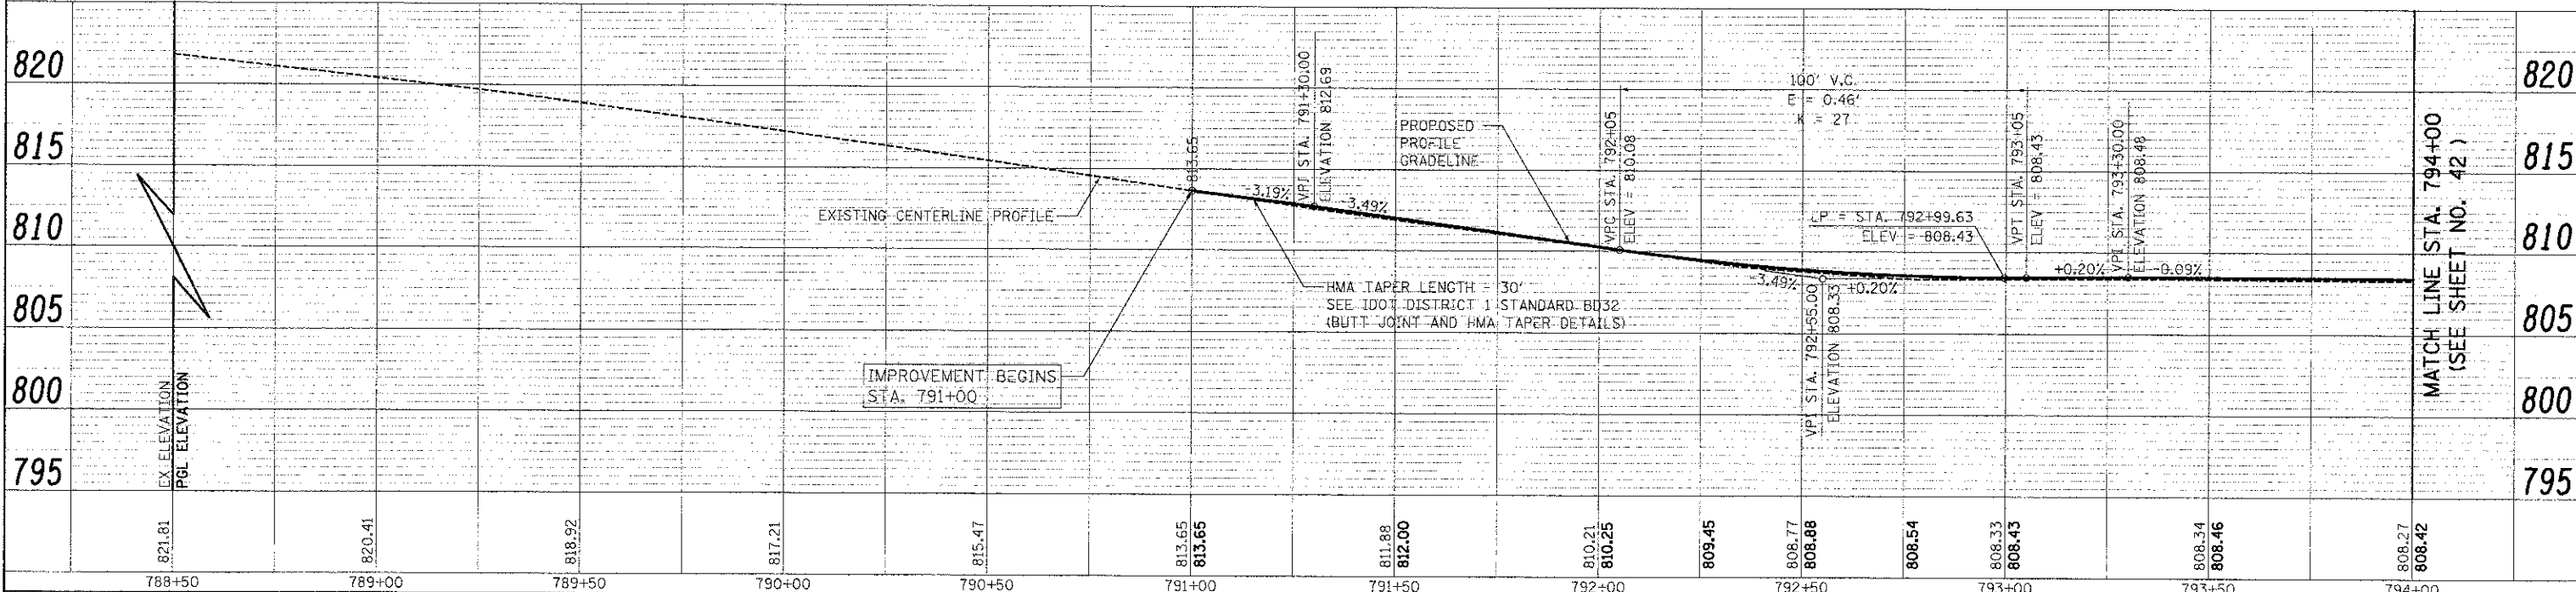 820
815
810
805
800
795
EX ELEVATION
PGL ELEVATION
EXISTING CENTERLINE PROFILE
IMPROVEMENT BEGINS
STA. 791+00
813.65
-3.19%
VPI STA. 791+30.00
ELEVATION 812.69
-3.49%
HMA TAPER LENGTH = 30'
SEE IDOT DISTRICT 1 STANDARD BD32
(BUTT JOINT AND HMA TAPER DETAILS)
PROPOSED
PROFILE
GRADELINE
VPC STA. 792+05
ELEV = 810.08
100' V.C.
E = 0.46'
K = 27
LP = STA. 792+99.63
ELEV = 808.43
-3.49%
+0.20%
VPI STA. 792+55.00
ELEVATION 808.33
VPT STA. 793+05
ELEV = 808.43
+0.20%
VPI STA. 793+30.00
ELEVATION 808.48
-0.09%
MATCH LINE STA. 794+00
(SEE SHEET NO. 42 )
820
815
810
805
800
795
821.81
820.41
818.92
817.21
815.47
813.65
813.65
811.88
812.00
810.21
810.25
809.45
808.77
808.88
808.54
808.33
808.43
808.34
808.46
808.27
808.42
788+50
789+00
789+50
790+00
790+50
791+00
791+50
792+00
792+50
793+00
793+50
794+00